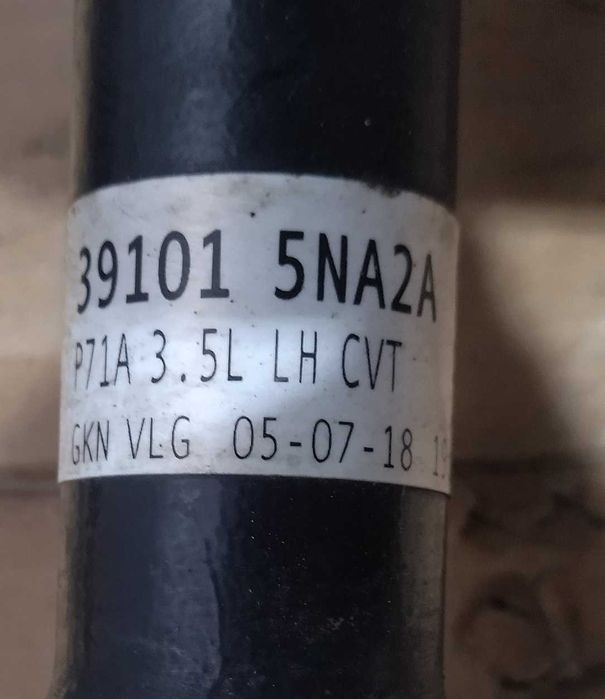 39101 5NA2A
P71A 3.5L LH CVT
GKN VLG 05-07-18